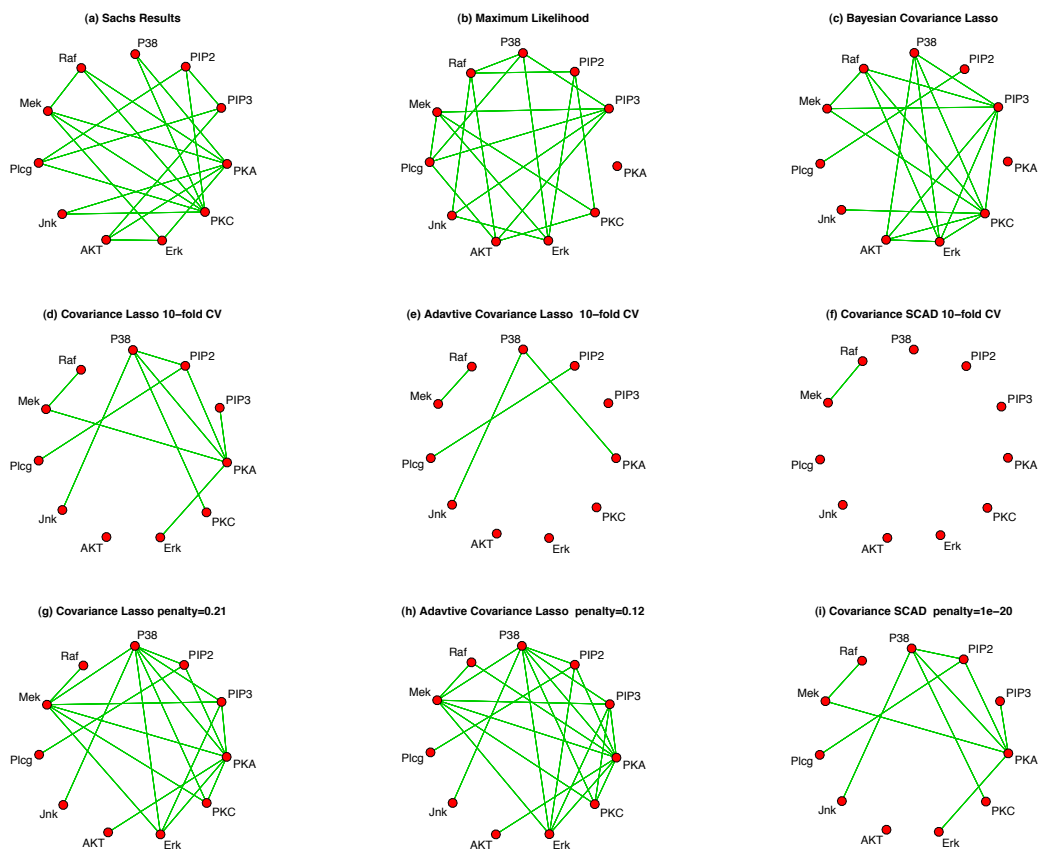 (a) Sachs Results
P38
PIP2
Raf
PIP3
Mek
PKA
Plcg
PKC
Jnk
AKT
Erk
(b) Maximum Likelihood
P38
PIP2
Raf
PIP3
Mek
PKA
Plcg
PKC
Jnk
AKT
Erk
(c) Bayesian Covariance Lasso
P38
PIP2
Raf
PIP3
Mek
PKA
Plcg
PKC
Jnk
AKT
Erk
(d) Covariance Lasso 10−fold CV
P38
PIP2
Raf
PIP3
Mek
PKA
Plcg
PKC
Jnk
AKT
Erk
(e) Adavtive Covariance Lasso 10−fold CV
P38
PIP2
Raf
PIP3
Mek
PKA
Plcg
PKC
Jnk
AKT
Erk
(f) Covariance SCAD 10−fold CV
P38
PIP2
Raf
PIP3
Mek
PKA
Plcg
PKC
Jnk
AKT
Erk
(g) Covariance Lasso penalty=0.21
P38
PIP2
Raf
PIP3
Mek
PKA
Plcg
PKC
Jnk
AKT
Erk
(h) Adavtive Covariance Lasso penalty=0.12
P38
PIP2
Raf
PIP3
Mek
PKA
Plcg
PKC
Jnk
AKT
Erk
(i) Covariance SCAD penalty=1e−20
P38
PIP2
Raf
PIP3
Mek
PKA
Plcg
PKC
Jnk
AKT
Erk